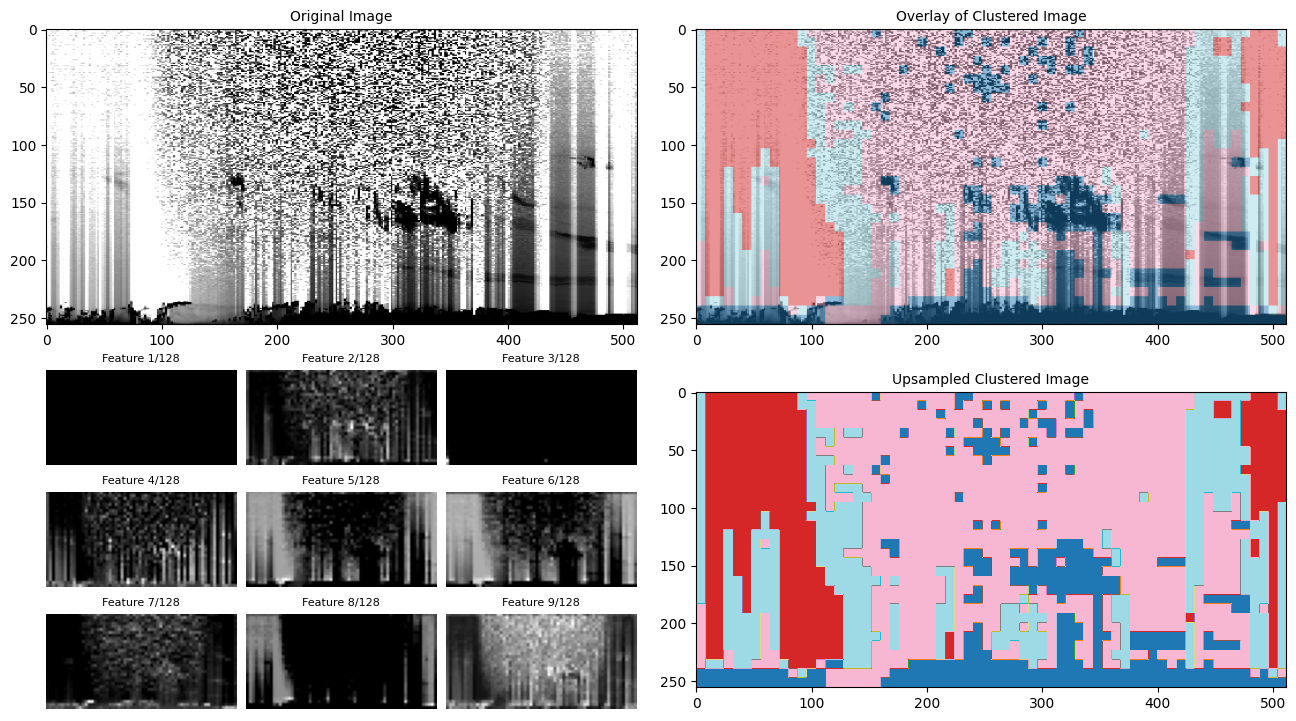 Original Image
Overlay of Clustered Image
0
50
100
150
200
250
0 100 200 300 400 500
0
50
100
150
200
250
0 100 200 300 400 500
Feature 1/128 Feature 2/128 Feature 3/128
Feature 4/128 Feature 5/128 Feature 6/128
Feature 7/128 Feature 8/128 Feature 9/128
Upsampled Clustered Image
0
50
100
150
200
250
0 100 200 300 400 500